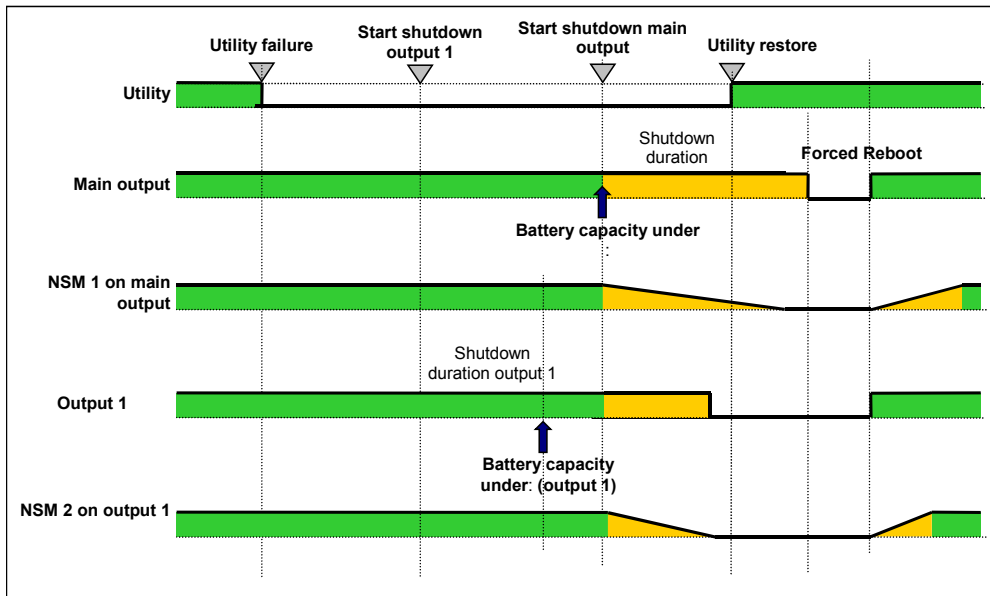 Utility failure
Start shutdown
output 1
Start shutdown main
output
Utility restore
Utility
Shutdown
duration
Forced Reboot
Main output
Battery capacity under
:
NSM 1 on main
output
Shutdown
duration output 1
Output 1
Battery capacity
under: (output 1)
NSM 2 on output 1